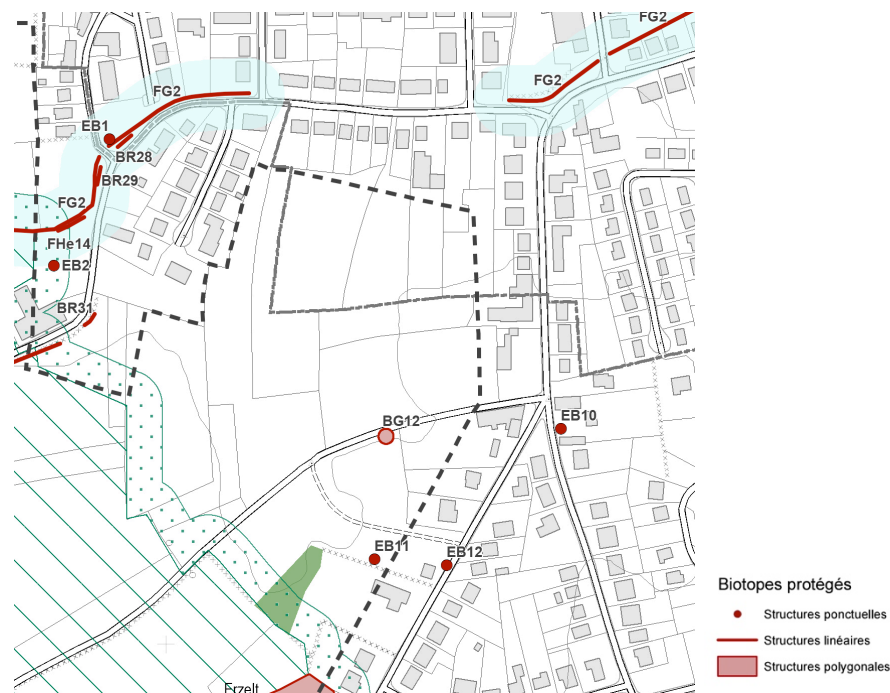 FG2
FG2
FG2
EB1
BR28
BR29
FG2
FHe14
EB2
BR31
BG12
EB10
EB11
EB12
Erzelt
Biotopes protégés
Structures ponctuelles
Structures linéaires
Structures polygonales